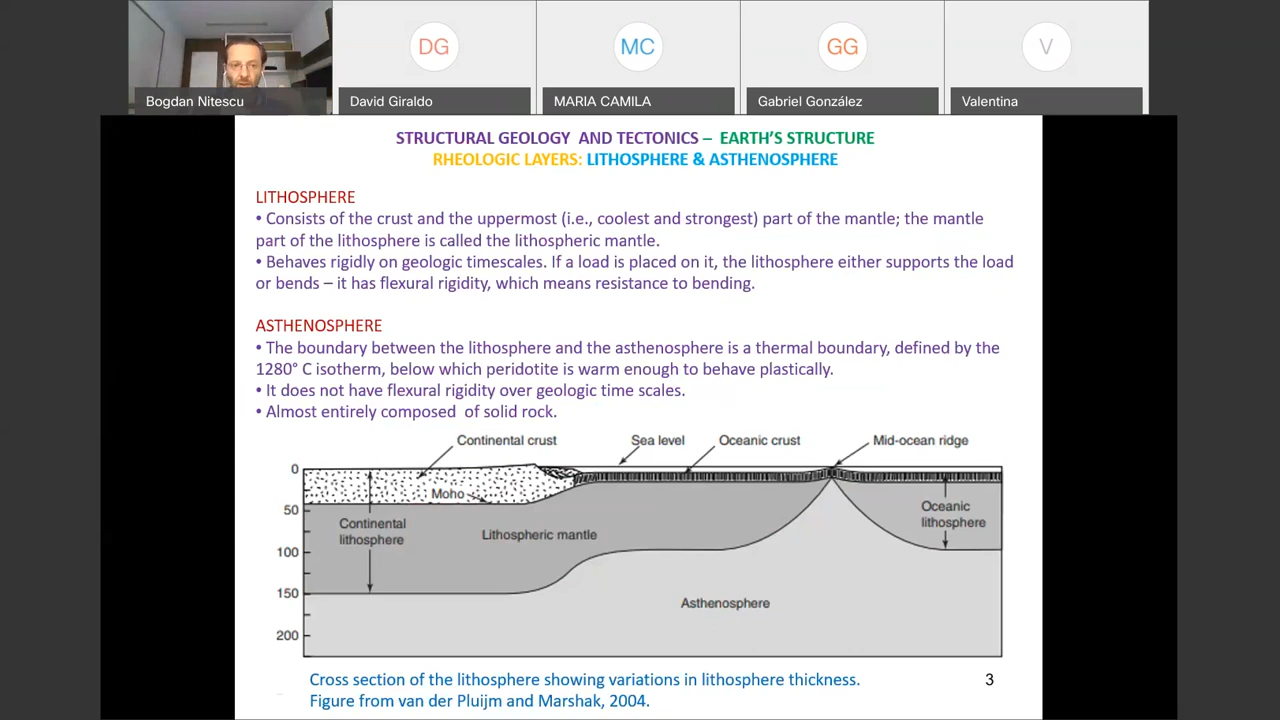 DG
MC
GG
V
Bogdan Nitescu
David Giraldo
MARIA CAMILA
Gabriel González
Valentina
STRUCTURAL GEOLOGY AND TECTONICS – EARTH'S STRUCTURE
RHEOLOGIC LAYERS: LITHOSPHERE & ASTHENOSPHERE
LITHOSPHERE
• Consists of the crust and the uppermost (i.e., coolest and strongest) part of the mantle; the mantle
part of the lithosphere is called the lithospheric mantle.
• Behaves rigidly on geologic timescales. If a load is placed on it, the lithosphere either supports the load
or bends – it has flexural rigidity, which means resistance to bending.
ASTHENOSPHERE
• The boundary between the lithosphere and the asthenosphere is a thermal boundary, defined by the
1280° C isotherm, below which peridotite is warm enough to behave plastically.
• It does not have flexural rigidity over geologic time scales.
• Almost entirely composed of solid rock.
Continental crust
Sea level
Oceanic crust
Mid-ocean ridge
0
Moho
50
Continental
lithosphere
Lithospheric mantle
Oceanic
lithosphere
100
150
Asthenosphere
200
Cross section of the lithosphere showing variations in lithosphere thickness.
Figure from van der Pluijm and Marshak, 2004.
3